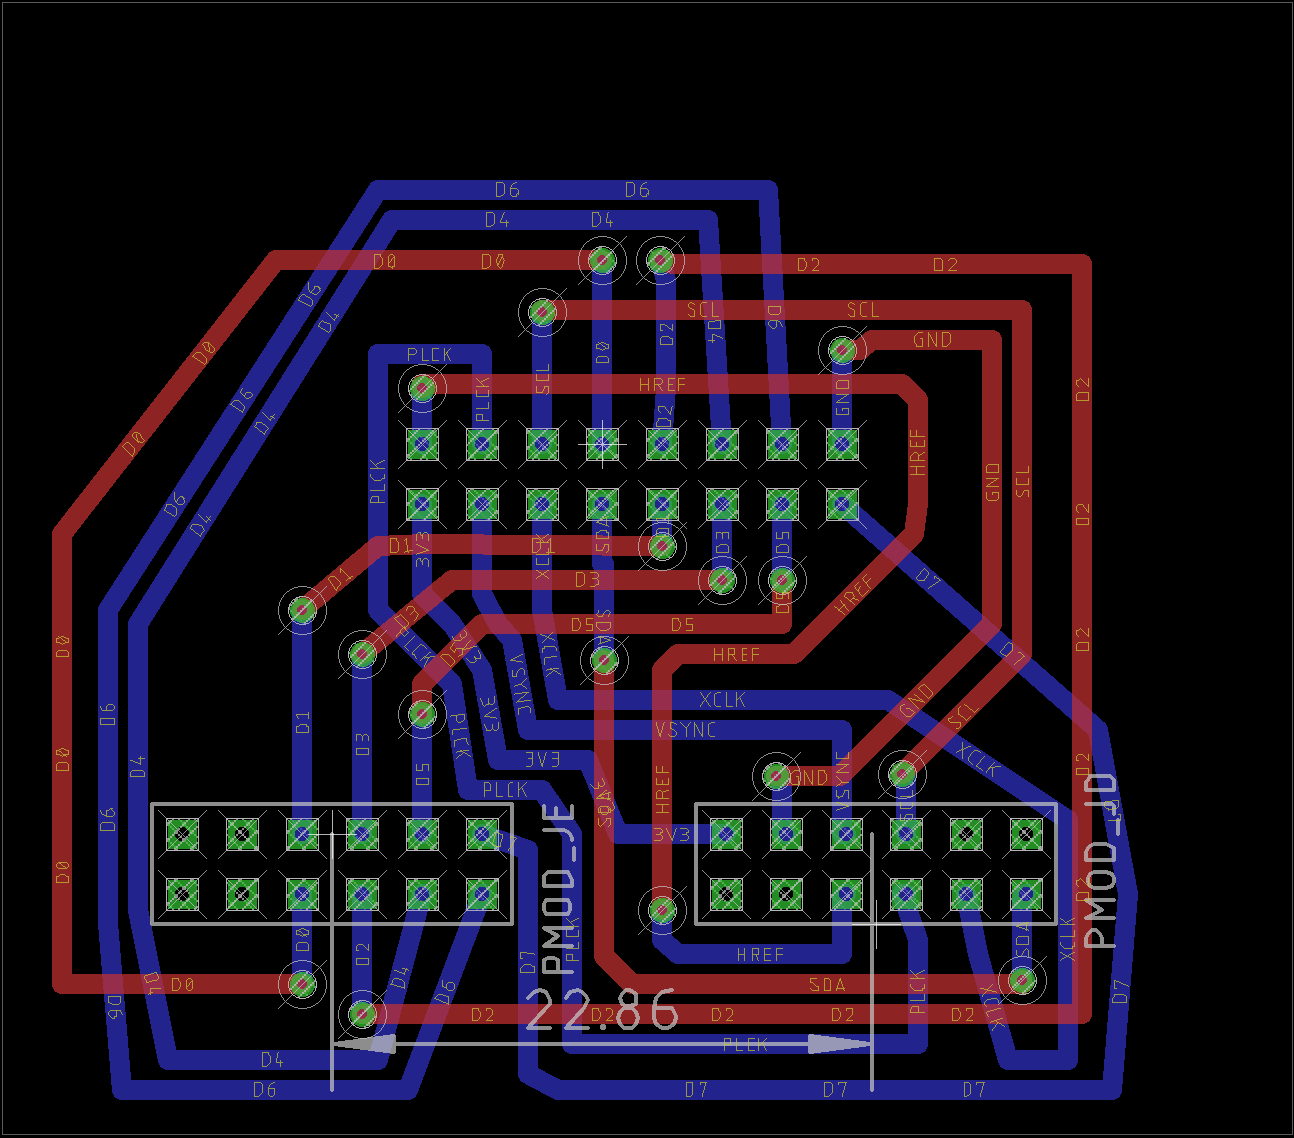 D6 D6
D4 D4
D0 D0 D2 D2
D6
D4 SCL SCL
D2 D4 D6
D0 GND
D0 PLCK
SCL HREF
D6 PLCK D2 GND D2
D4
D0 HREF
PLCK GND SCL
D6 D2
D4 SDA
3V3 D1 XCLK D1 D3 D5
D1 D3 D7
D3 D5 HREF
D5 SDA D5
D0 PLCK 3V3 D5 XCLK HREF D7 D2
VSYNC
D6 D1 3V3 XCLK GND SCL
D3 PLCK VSYNC
D0 D4 3V3 XCLK D2
D5 GND
PLCK HREF VSYNC
SDA SCL
D6 3V3 D7
D7
D0 D2
PMOD_JE PMOD_JD
D0 D2 D7 PLCK HREF SDA XCLK
D0 D4 D6 SDA PLCK XCLK D7
D6 D2 22.86 D2 D2 D2 D2
D4 PLCK
D6 D7 D7 D7